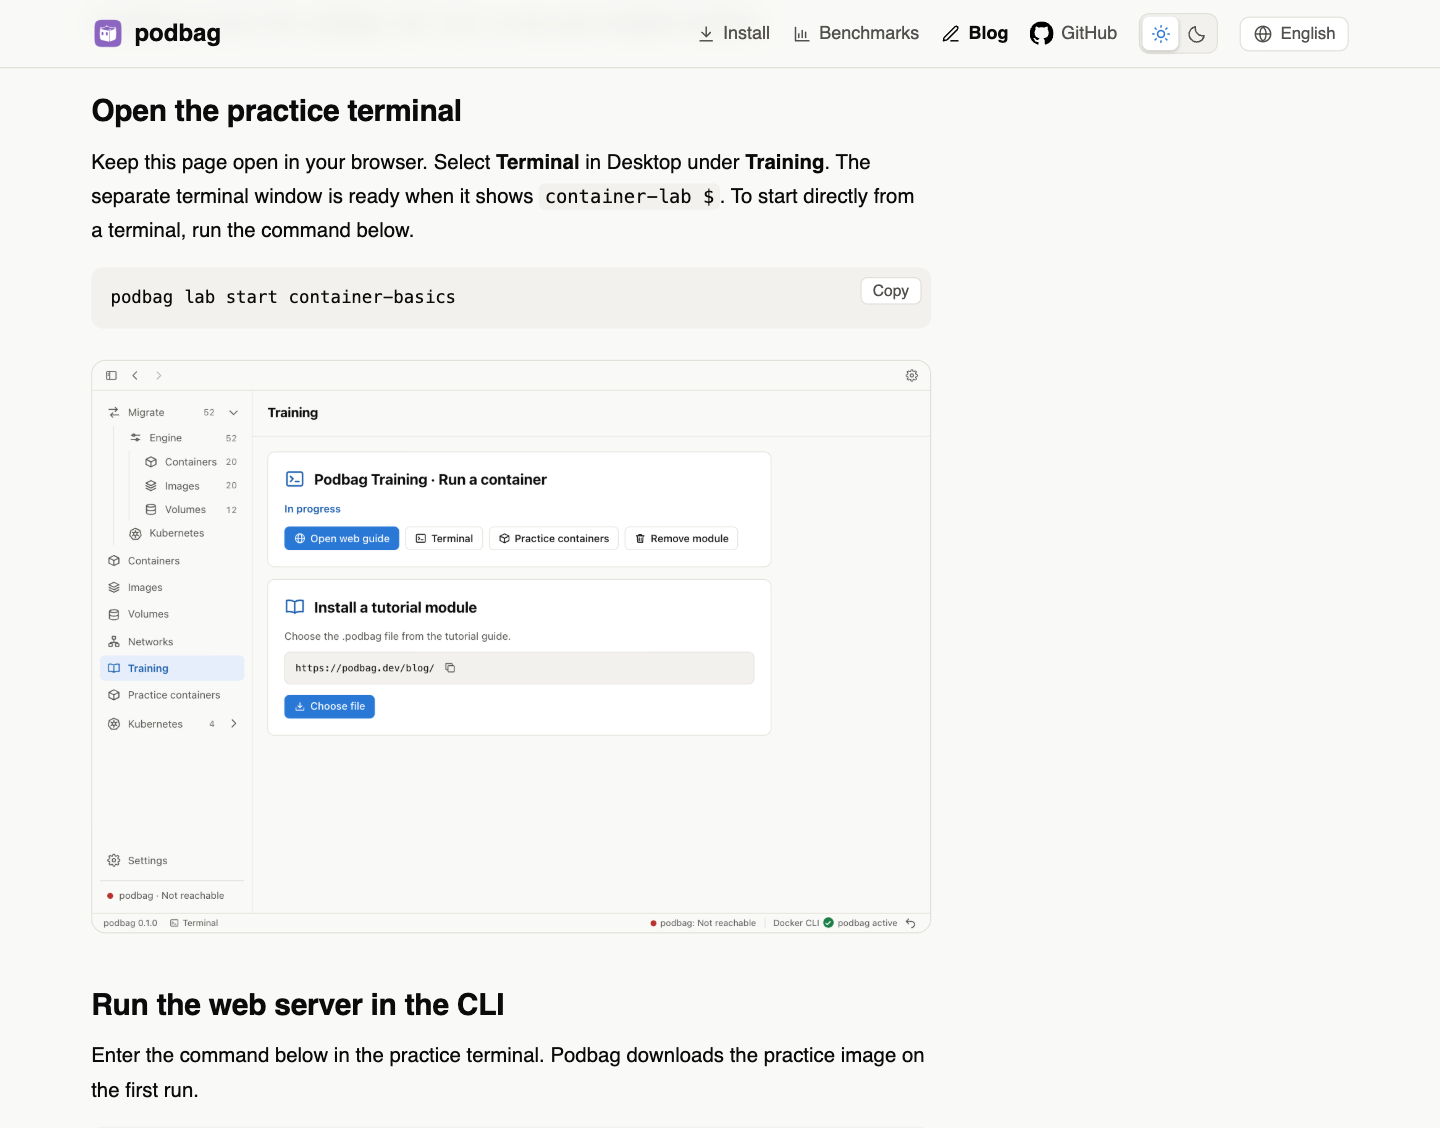 podbag
Install
Benchmarks
Blog
GitHub
English
Open the practice terminal
Keep this page open in your browser. Select Terminal in Desktop under Training. The
separate terminal window is ready when it shows container-lab $. To start directly from
a terminal, run the command below.
podbag lab start container-basics
Copy
Migrate 52
Engine 52
Containers 20
Images 20
Volumes 12
Kubernetes
Containers
Images
Volumes
Networks
Training
Practice containers
Kubernetes 4
Settings
podbag · Not reachable
Training
Podbag Training · Run a container
In progress
Open web guide
Terminal
Practice containers
Remove module
Install a tutorial module
Choose the .podbag file from the tutorial guide.
https://podbag.dev/blog/
Choose file
podbag 0.1.0
Terminal
podbag: Not reachable
Docker CLI
podbag active
Run the web server in the CLI
Enter the command below in the practice terminal. Podbag downloads the practice image on
the first run.